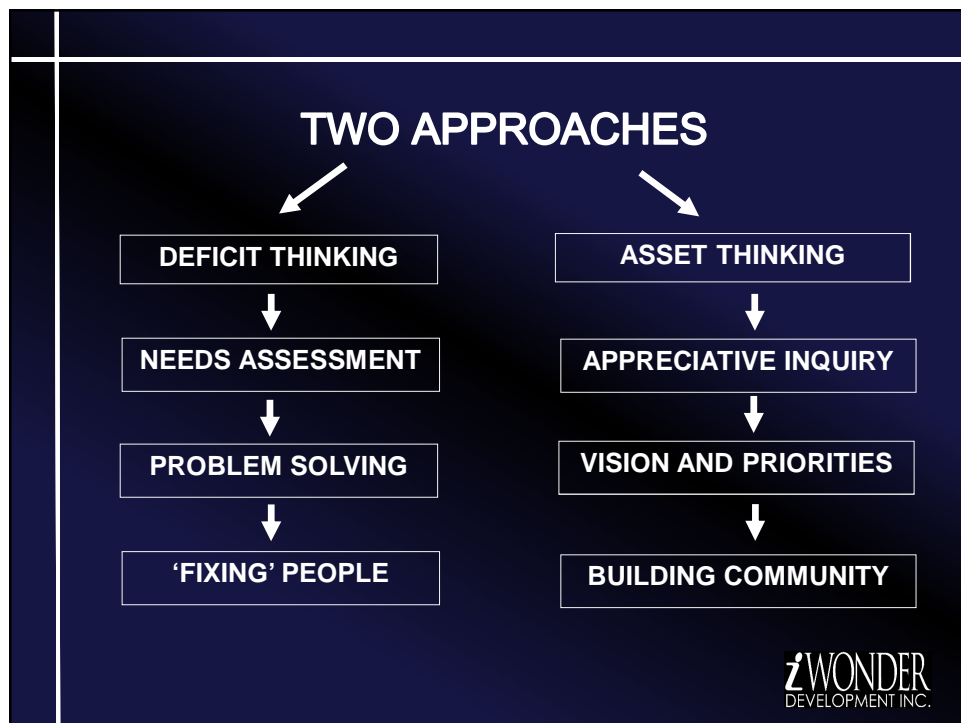 TWO APPROACHES
DEFICIT THINKING
NEEDS ASSESSMENT
PROBLEM SOLVING
‘FIXING’ PEOPLE
ASSET THINKING
APPRECIATIVE INQUIRY
VISION AND PRIORITIES
BUILDING COMMUNITY
iWONDER
DEVELOPMENT INC.